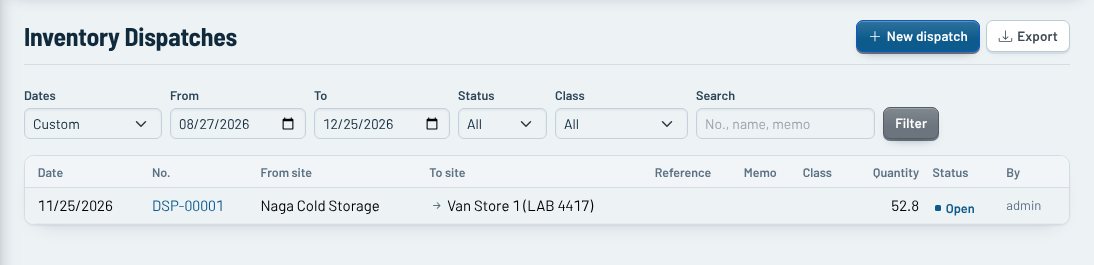 Inventory Dispatches
+ New dispatch
Export
Dates From To Status Class Search
Custom 08/27/2026 12/25/2026 All All No., name, memo Filter
Date No. From site To site Reference Memo Class Quantity Status By
11/25/2026 DSP-00001 Naga Cold Storage → Van Store 1 (LAB 4417) 52.8 Open admin